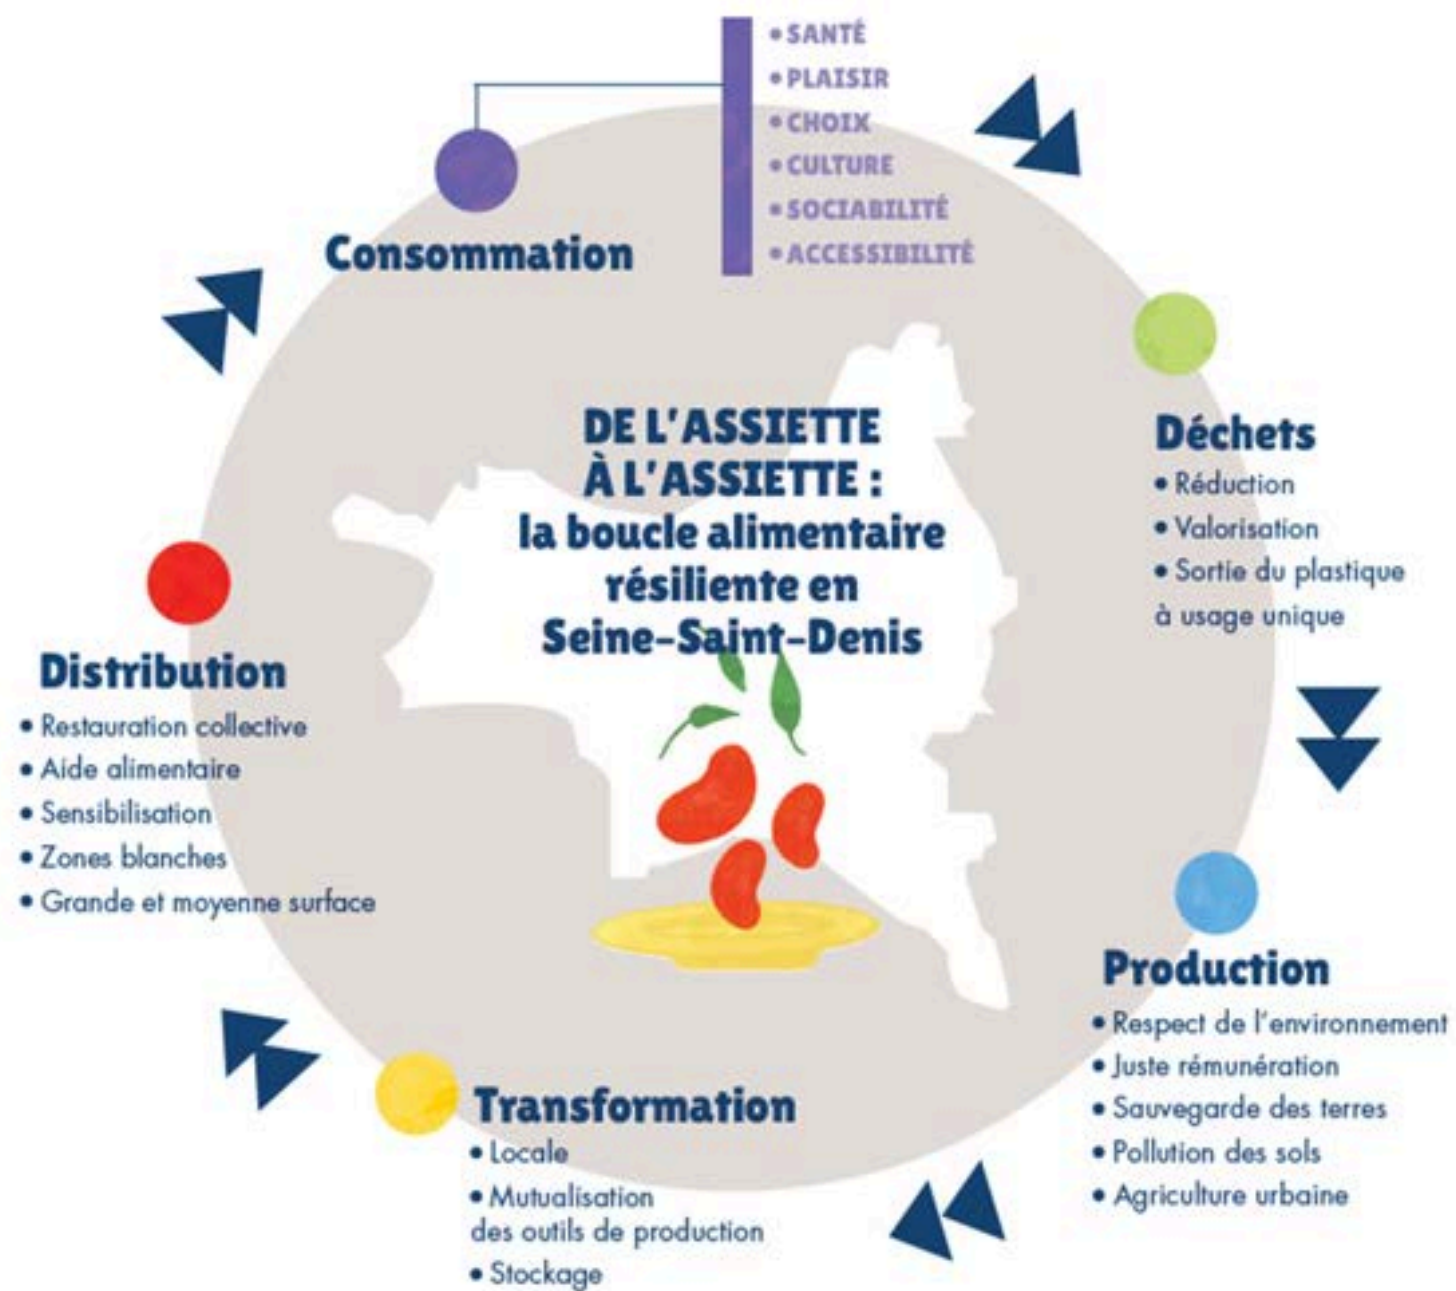 • SANTÉ
• PLAISIR
• CHOIX
• CULTURE
• SOCIABILITÉ
• ACCESSIBILITÉ
Consommation
DE L'ASSIETTE
À L'ASSIETTE :
la boucle alimentaire
résiliente en
Seine-Saint-Denis
Déchets
• Réduction
• Valorisation
• Sortie du plastique
à usage unique
Production
• Respect de l'environnement
• Juste rémunération
• Sauvegarde des terres
• Pollution des sols
• Agriculture urbaine
Transformation
• Locale
• Mutualisation
des outils de production
• Stockage
Distribution
• Restauration collective
• Aide alimentaire
• Sensibilisation
• Zones blanches
• Grande et moyenne surface